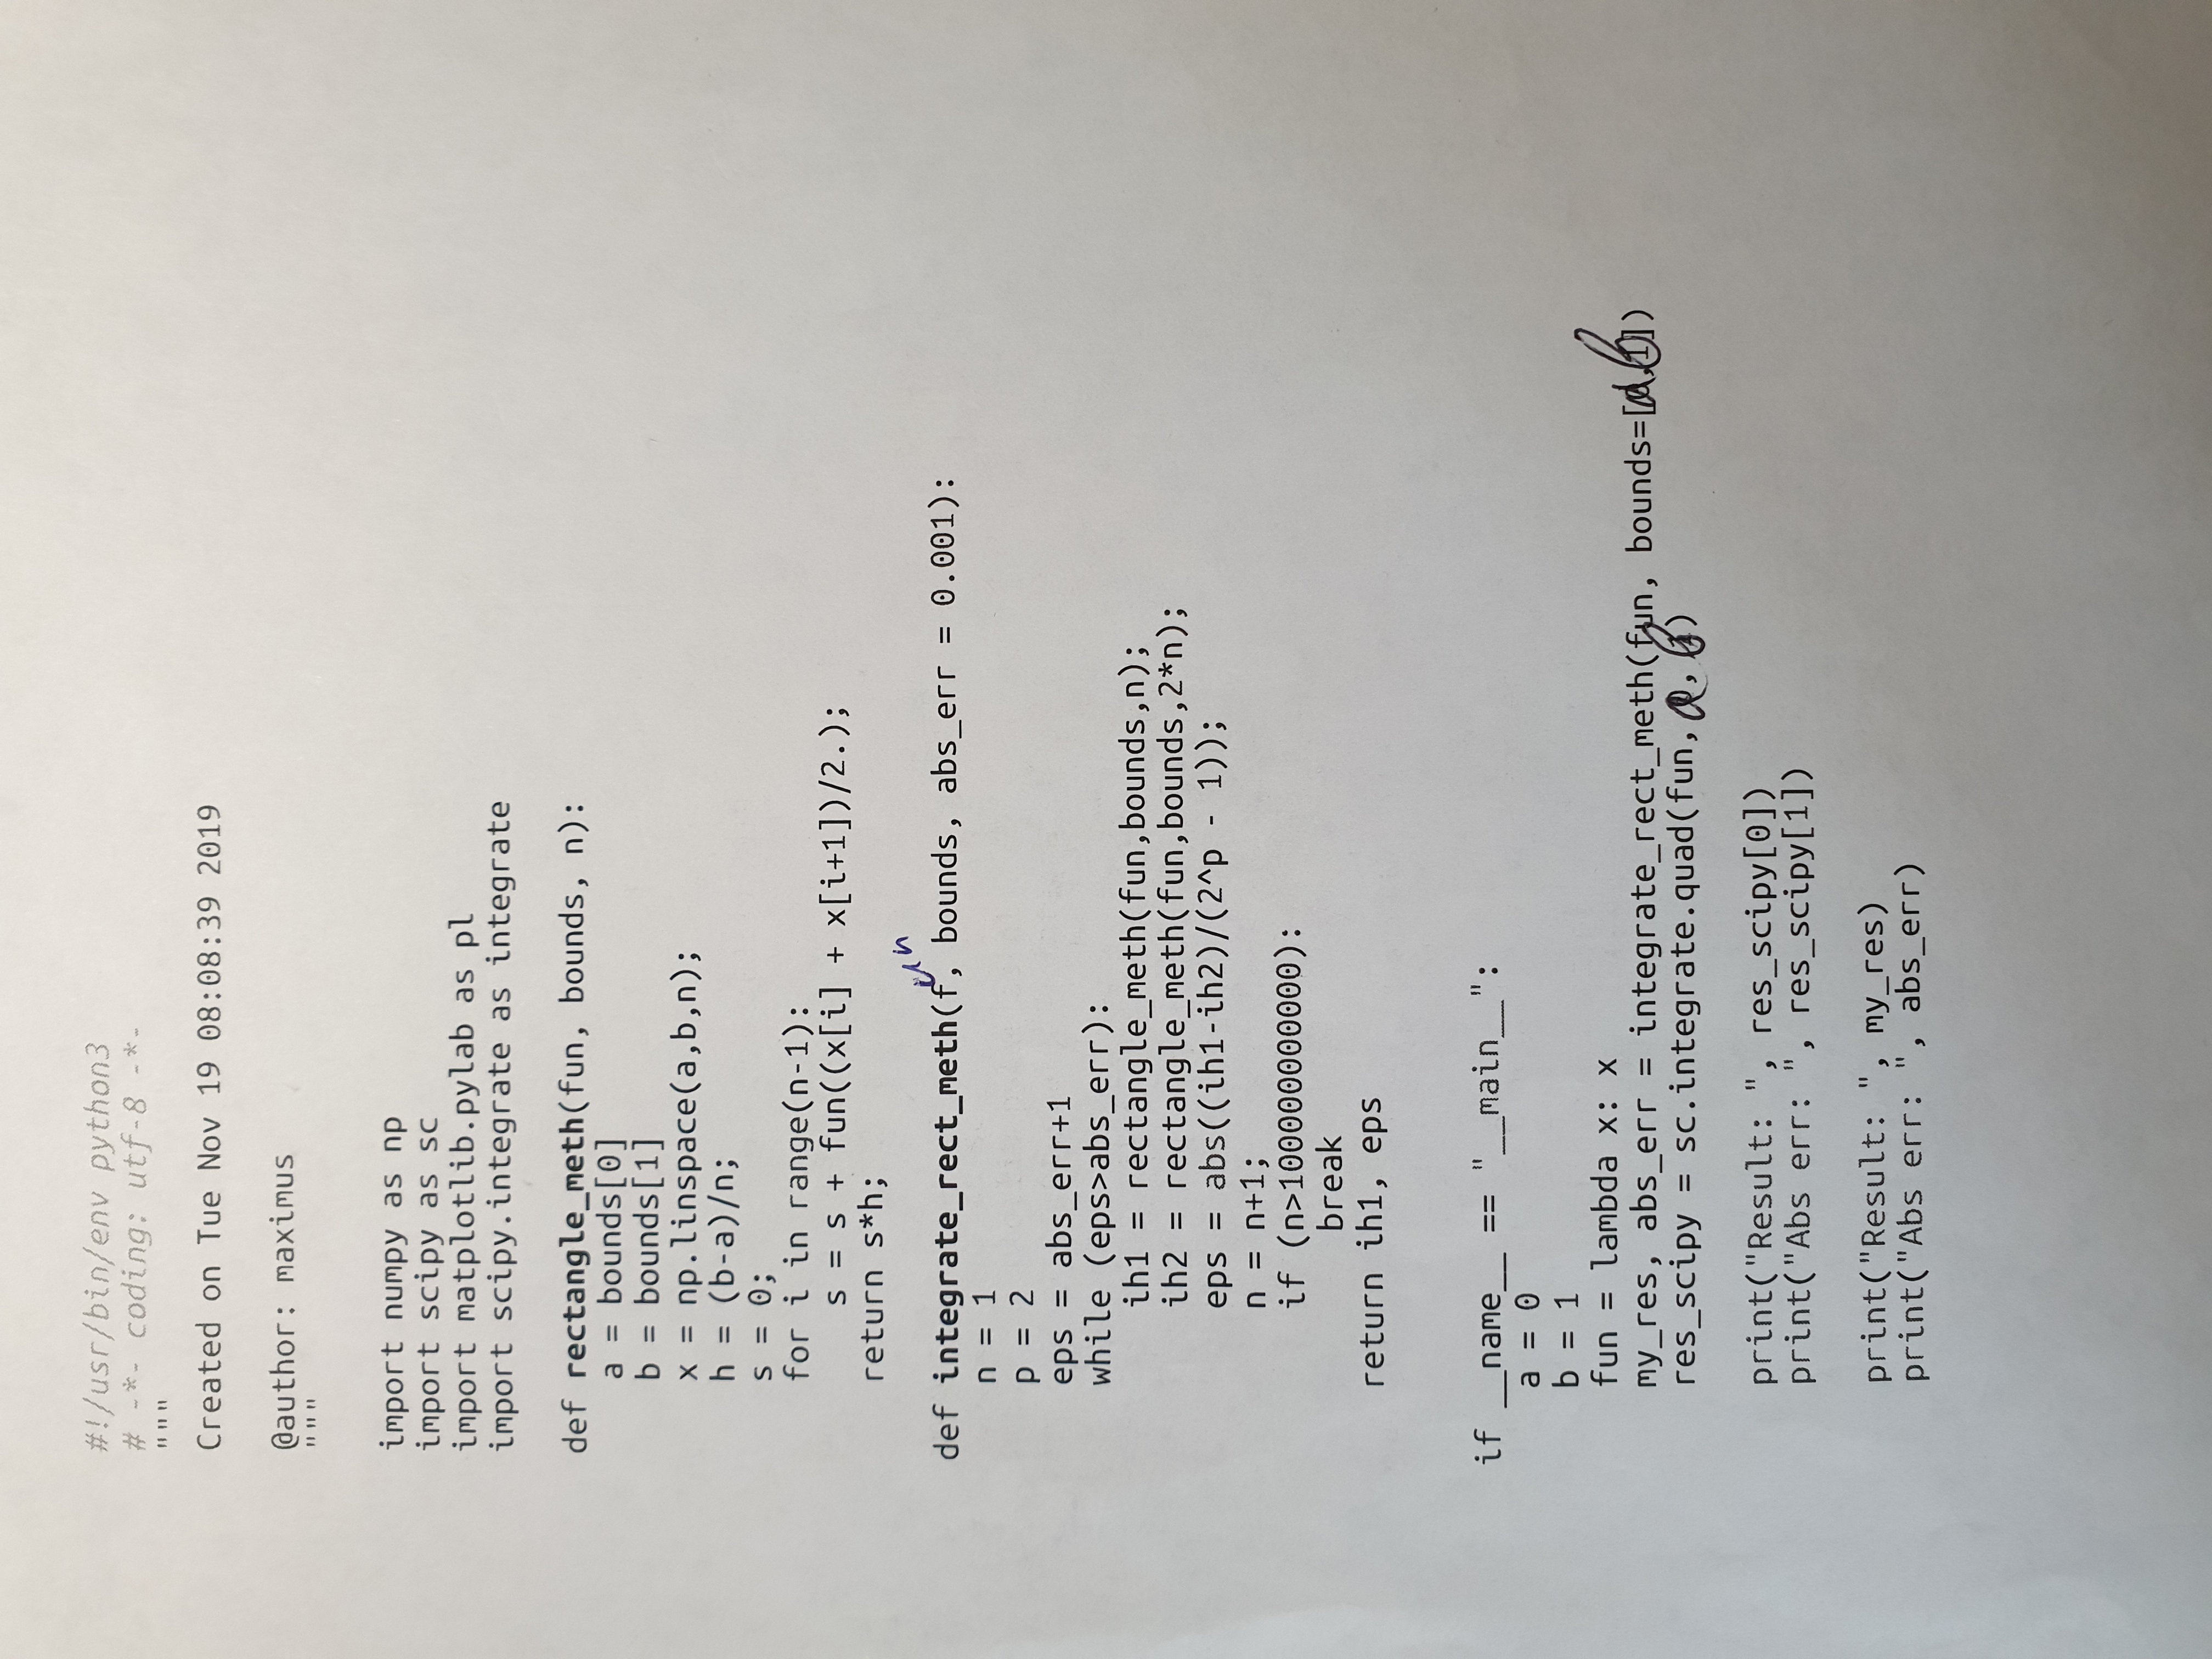 #!/usr/bin/env python3
# -*- coding: utf-8 -*-
"""
Created on Tue Nov 19 08:08:39 2019
@author: maximus
"""
import numpy as np
import scipy as sc
import matplotlib.pylab as pl
import scipy.integrate as integrate
def rectangle_meth(fun, bounds, n):
    a = bounds[0]
    b = bounds[1]
    x = np.linspace(a,b,n);
    h = (b-a)/n;
    s = 0;
    for i in range(n-1):
        s = s + fun((x[i] + x[i+1])/2.);
    return s*h;
def integrate_rect_meth(fun, bounds, abs_err = 0.001):
    n = 1
    p = 2
    eps = abs_err+1
    while (eps>abs_err):
        ih1 = rectangle_meth(fun,bounds,n);
        ih2 = rectangle_meth(fun,bounds,2*n);
        eps = abs((ih1-ih2)/(2^p - 1));
        n = n+1;
        if (n>100000000000):
            break
    return ih1, eps
if __name__ == "__main__":
    a = 0
    b = 1
    fun = lambda x: x
    my_res, abs_err = integrate_rect_meth(fun, bounds=[a,b])
    res_scipy = sc.integrate.quad(fun, a, b)
    print("Result: ", res_scipy[0])
    print("Abs err: ", res_scipy[1])
    print("Result: ", my_res)
    print("Abs err: ", abs_err)